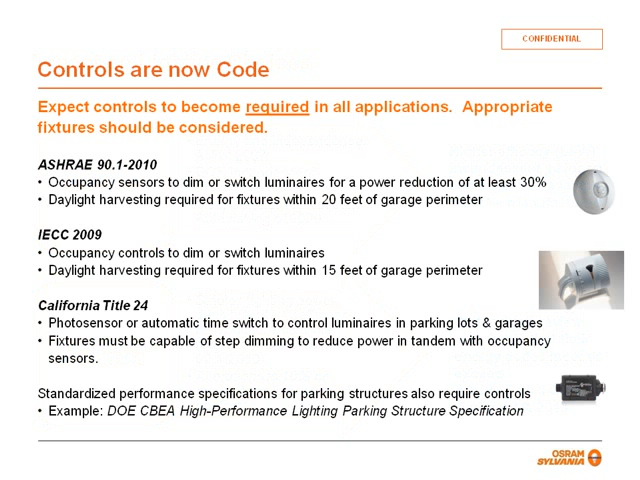 CONFIDENTIAL
Controls are now Code
Expect controls to become required in all applications.  Appropriate
fixtures should be considered.
ASHRAE 90.1-2010
• Occupancy sensors to dim or switch luminaires for a power reduction of at least 30%
• Daylight harvesting required for fixtures within 20 feet of garage perimeter
IECC 2009
• Occupancy controls to dim or switch luminaires
• Daylight harvesting required for fixtures within 15 feet of garage perimeter
California Title 24
• Photosensor or automatic time switch to control luminaires in parking lots & garages
• Fixtures must be capable of step dimming to reduce power in tandem with occupancy
sensors.
Standardized performance specifications for parking structures also require controls
• Example: DOE CBEA High-Performance Lighting Parking Structure Specification
OSRAM
SYLVANIA